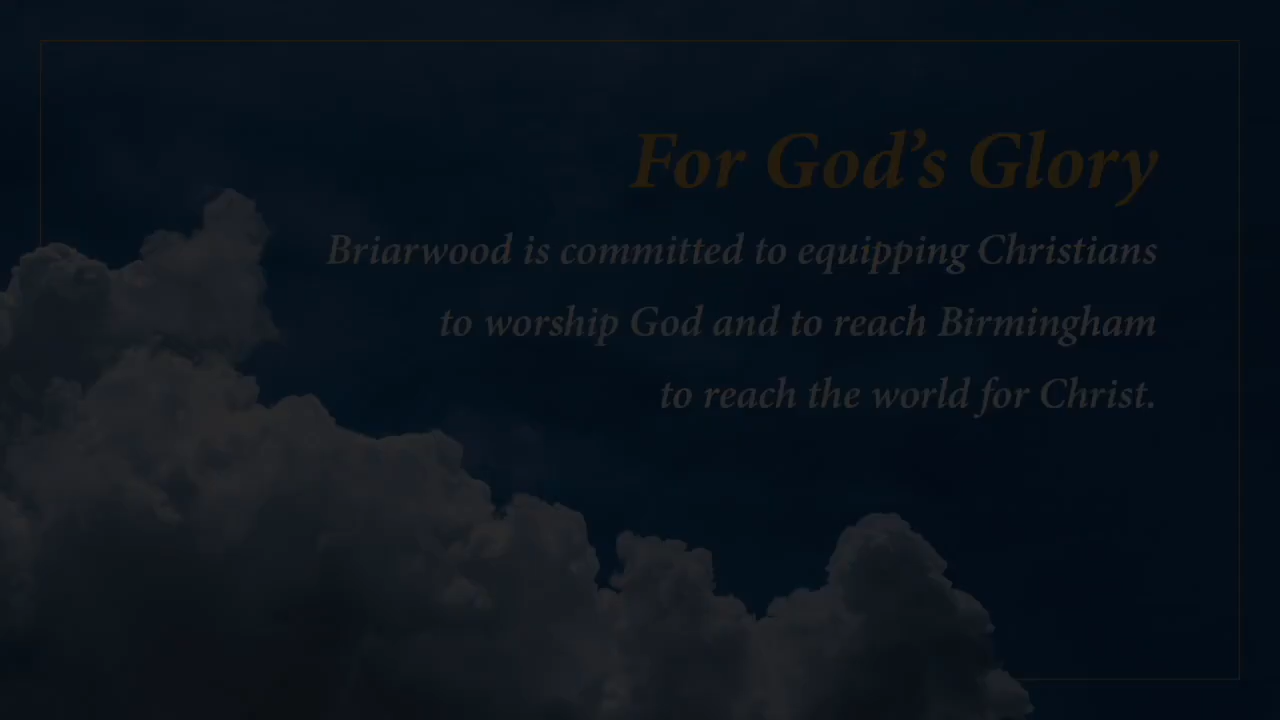 For God’s Glory
Briarwood is committed to equipping Christians
to worship God and to reach Birmingham
to reach the world for Christ.